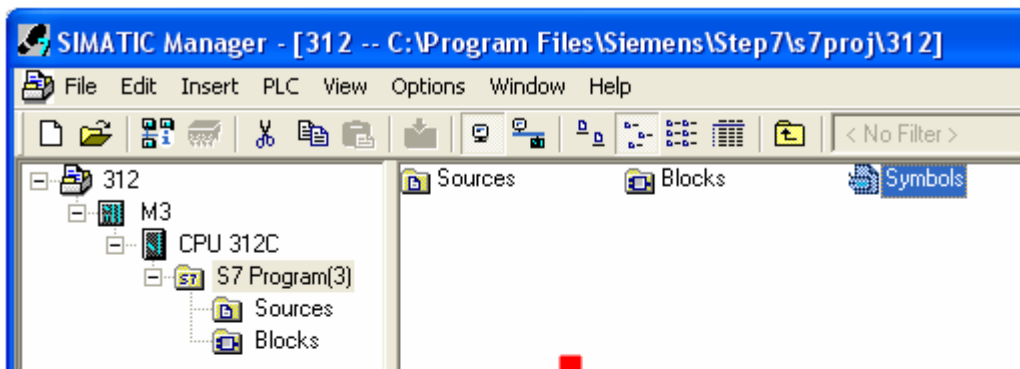 SIMATIC Manager - [312 -- C:\Program Files\Siemens\Step7\s7proj\312]
File Edit Insert PLC View Options Window Help
< No Filter >
312
M3
CPU 312C
S7 Program(3)
Sources
Blocks
Sources Blocks Symbols